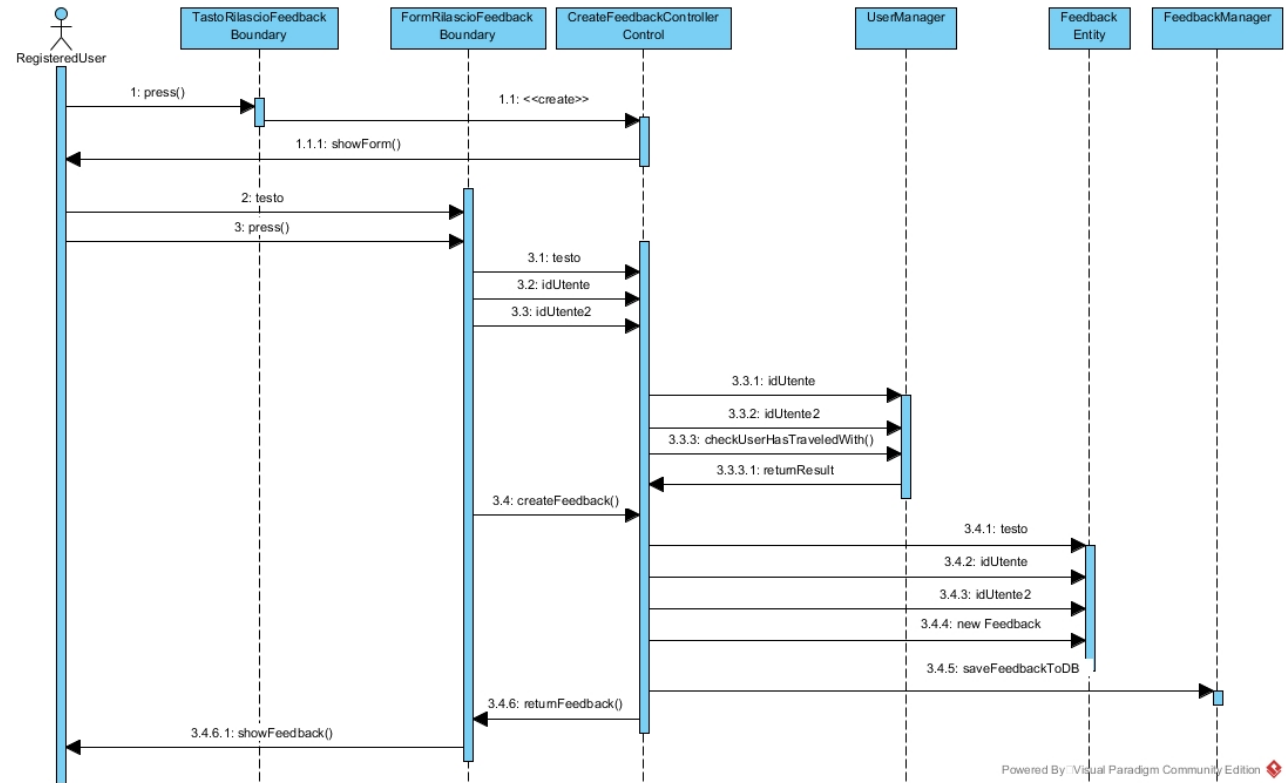 TastoRilascioFeedback
Boundary
FormRilascioFeedback
Boundary
CreateFeedbackController
Control
UserManager
Feedback
Entity
FeedbackManager
RegisteredUser
1: press()
1.1: <<create>>
1.1.1: showForm()
2: testo
3: press()
3.1: testo
3.2: idUtente
3.3: idUtente2
3.3.1: idUtente
3.3.2: idUtente2
3.3.3: checkUserHasTraveledWith()
3.3.3.1: returnResult
3.4: createFeedback()
3.4.1: testo
3.4.2: idUtente
3.4.3: idUtente2
3.4.4: new Feedback
3.4.5: saveFeedbackToDB
3.4.6: returnFeedback()
3.4.6.1: showFeedback()
Powered By Visual Paradigm Community Edition